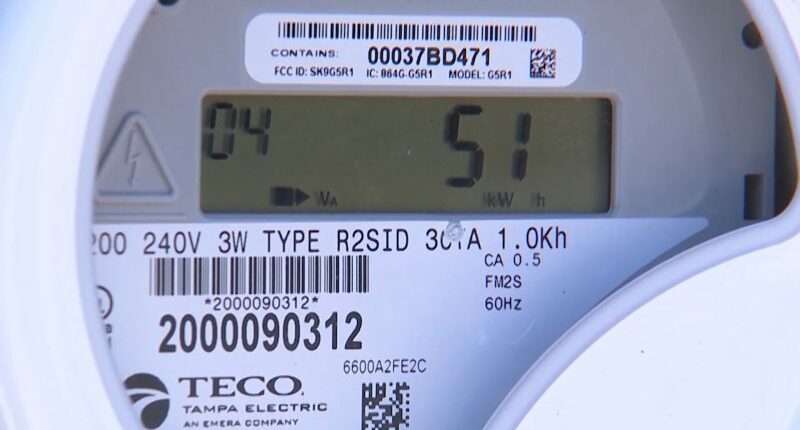 CONTAINS: 00037BD471
FCC ID: SK9G5R1 IC: 864G-G5R1 MODEL: G5R1
04 51
kW h
240V 3W TYPE R2SID 1.0Kh
CA 0.5
FM2S
60Hz
*2000090312*
2000090312
6600A2FE2C
TECO.
TAMPA ELECTRIC
AN EMERA COMPANY